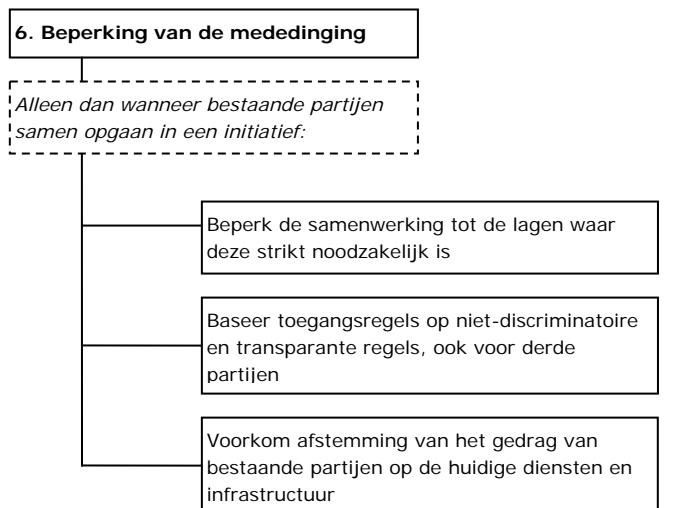 6. Beperking van de mededinging
Alleen dan wanneer bestaande partijen
samen opgaan in een initiatief:
Beperk de samenwerking tot de lagen waar
deze strikt noodzakelijk is
Baseer toegangsregels op niet-discriminatoire
en transparante regels, ook voor derde
partijen
Voorkom afstemming van het gedrag van
bestaande partijen op de huidige diensten en
infrastructuur